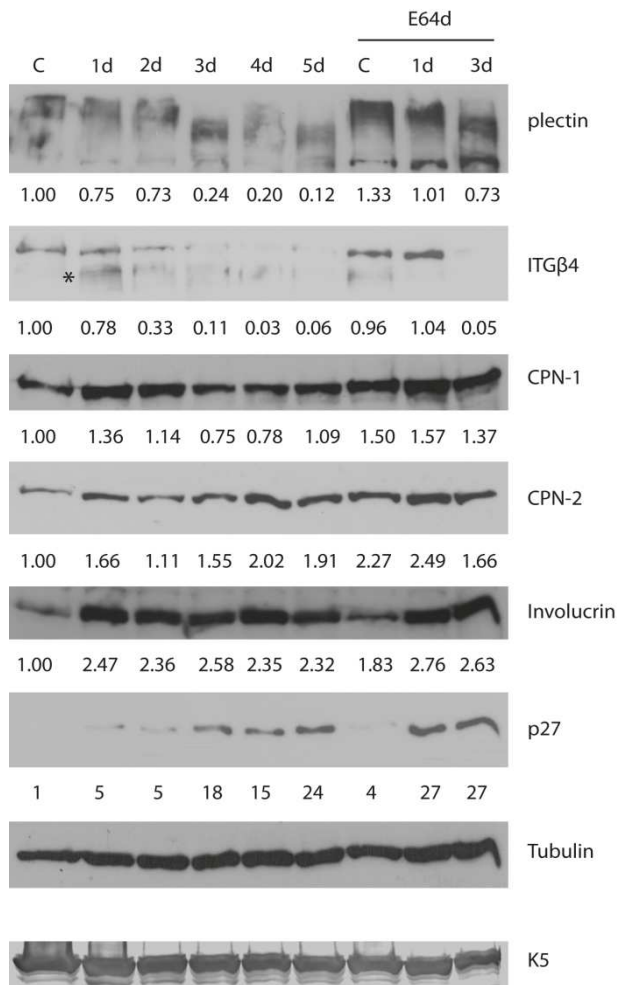 E64d
C 1d 2d 3d 4d 5d C 1d 3d
plectin
1.00 0.75 0.73 0.24 0.20 0.12 1.33 1.01 0.73
ITGβ4
*
1.00 0.78 0.33 0.11 0.03 0.06 0.96 1.04 0.05
CPN-1
1.00 1.36 1.14 0.75 0.78 1.09 1.50 1.57 1.37
CPN-2
1.00 1.66 1.11 1.55 2.02 1.91 2.27 2.49 1.66
Involucrin
1.00 2.47 2.36 2.58 2.35 2.32 1.83 2.76 2.63
p27
1 5 5 18 15 24 4 27 27
Tubulin
K5